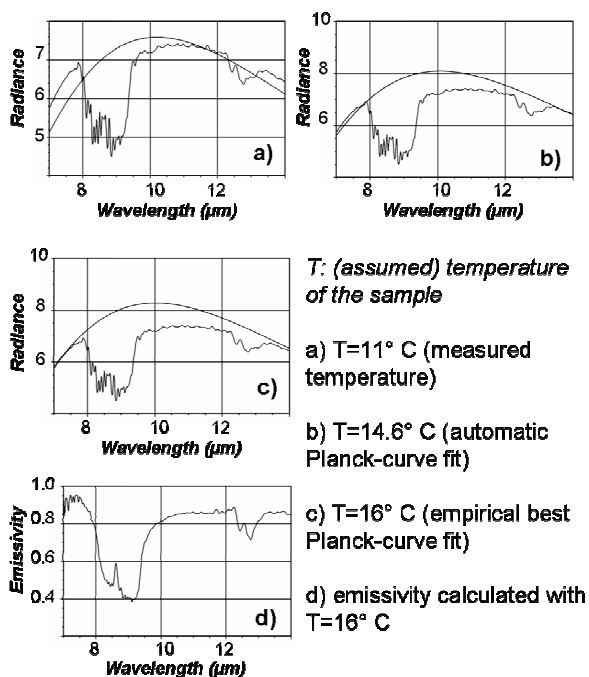 7
6
5
8 10 12
Radiance
Wavelength (µm)
a)
10
8
6
8 10 12
Radiance
Wavelength (µm)
b)
10
8
6
8 10 12
Radiance
Wavelength (µm)
c)
T: (assumed) temperature
of the sample
a) T=11° C (measured
temperature)
b) T=14.6° C (automatic
Planck-curve fit)
c) T=16° C (empirical best
Planck-curve fit)
d) emissivity calculated with
T=16° C
1.0
0.8
0.6
0.4
8 10 12
Emissivity
Wavelength (µm)
d)